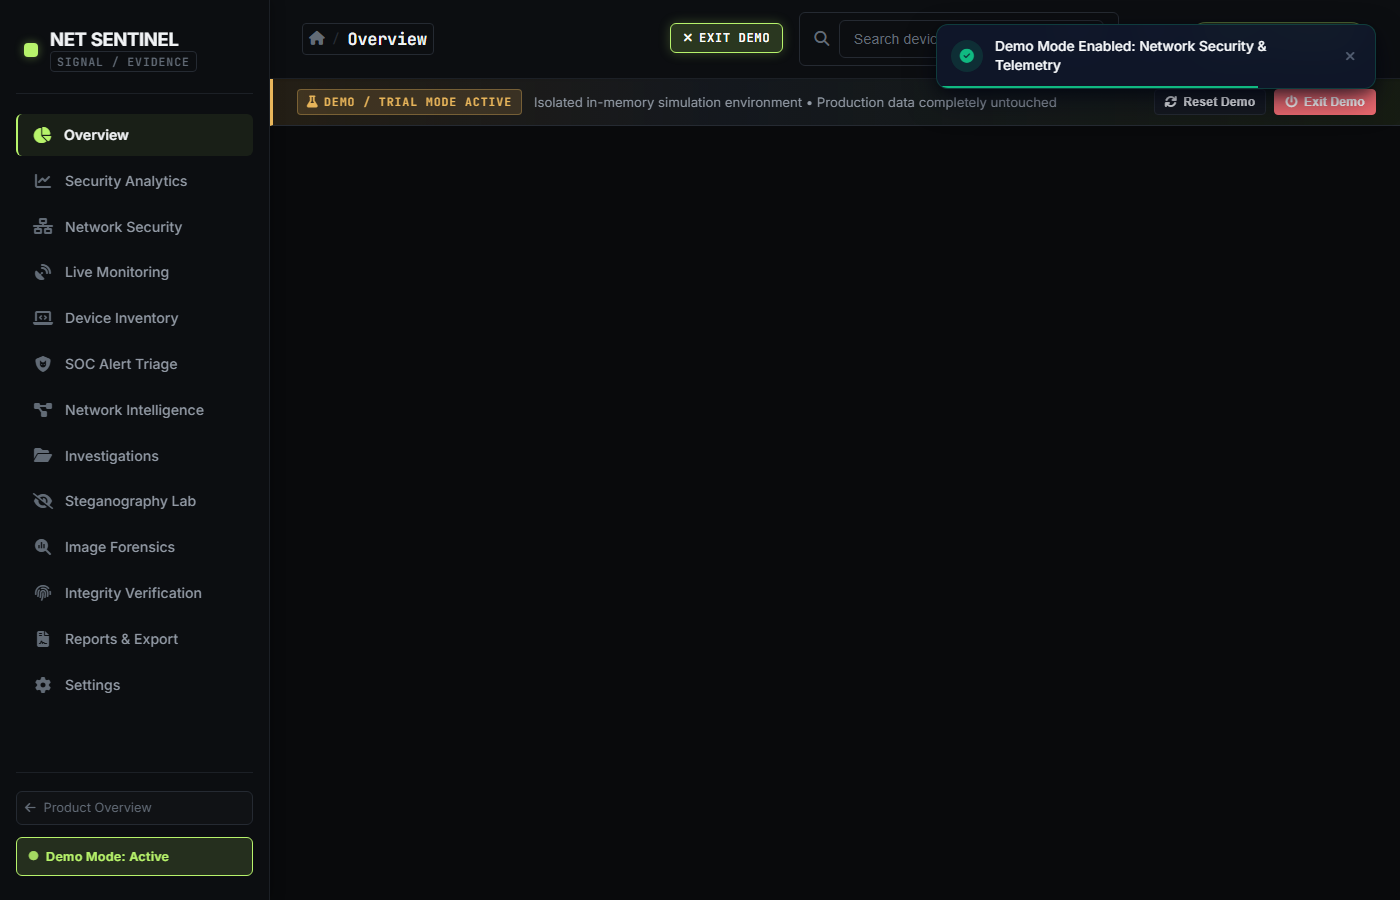 NET SENTINEL
SIGNAL / EVIDENCE
Overview
Security Analytics
Network Security
Live Monitoring
Device Inventory
SOC Alert Triage
Network Intelligence
Investigations
Steganography Lab
Image Forensics
Integrity Verification
Reports & Export
Settings
← Product Overview
Demo Mode: Active
/ Overview
✕ EXIT DEMO
Search devic
Demo Mode Enabled: Network Security &
Telemetry
DEMO / TRIAL MODE ACTIVE
Isolated in-memory simulation environment • Production data completely untouched
Reset Demo
Exit Demo